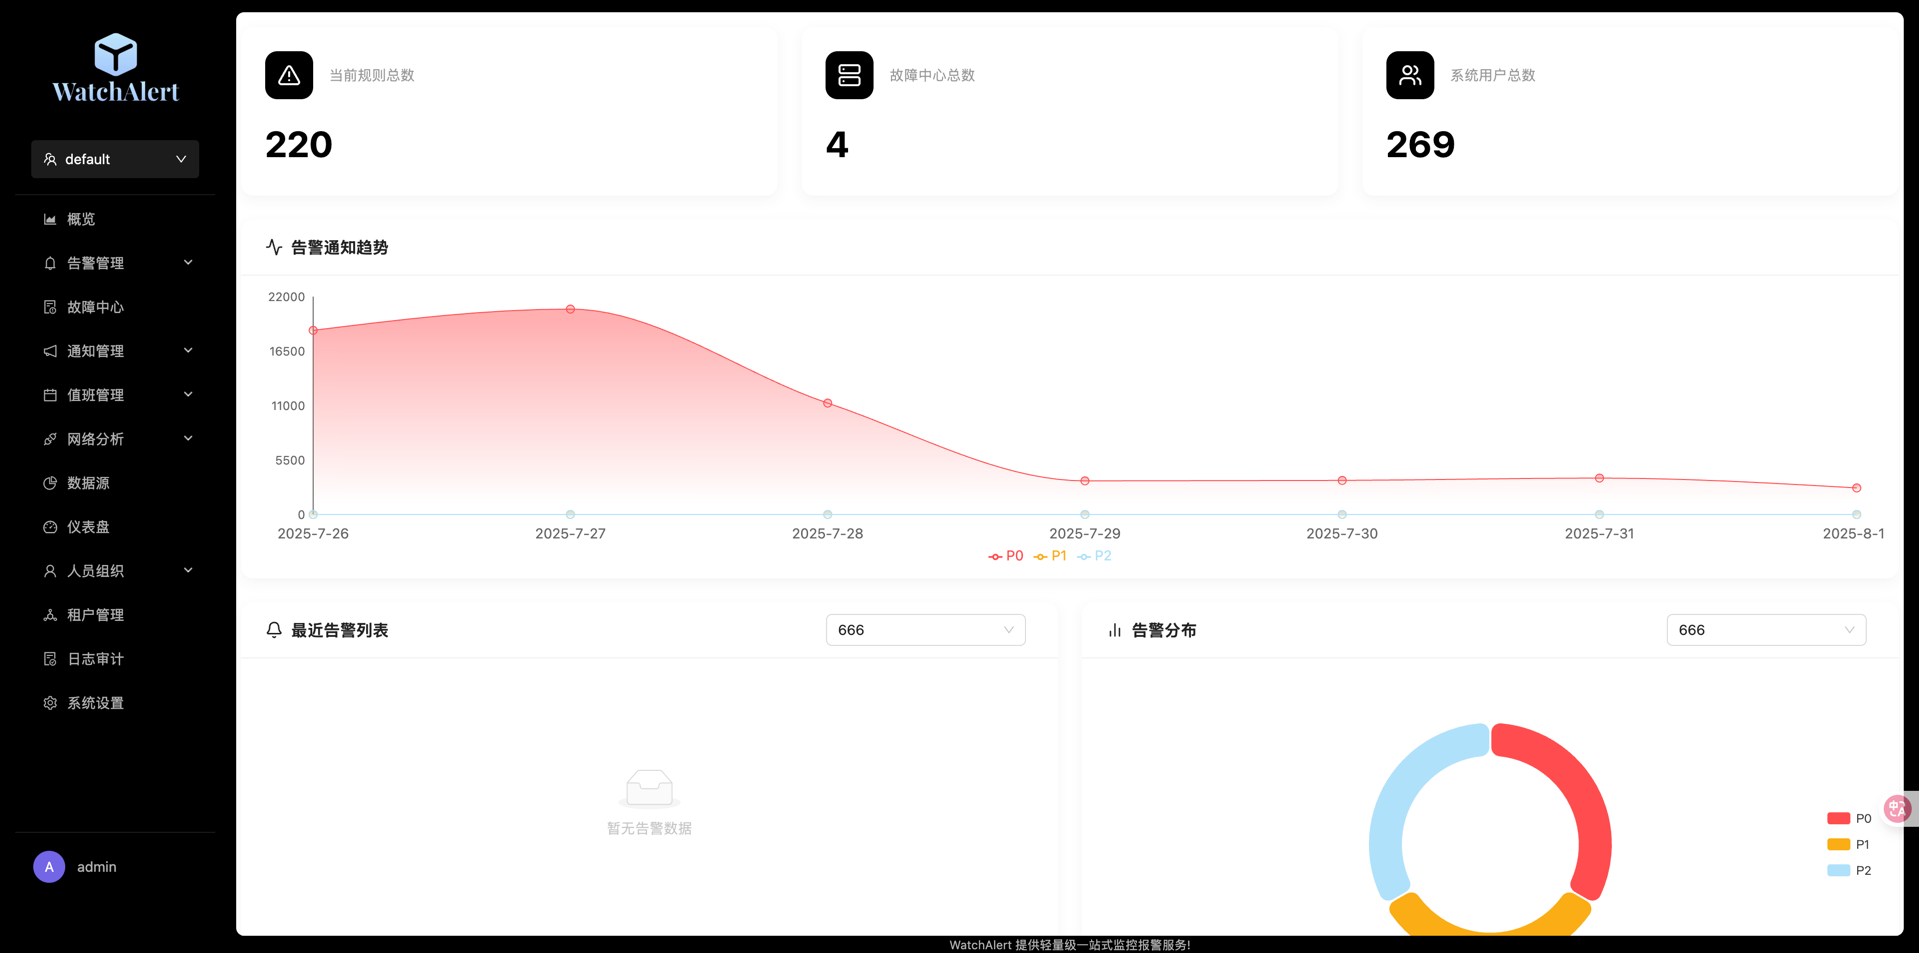 WatchAlert
default
概览
告警管理
故障中心
通知管理
值班管理
网络分析
数据源
仪表盘
人员组织
租户管理
日志审计
系统设置
A admin
当前规则总数
220
故障中心总数
4
系统用户总数
269
告警通知趋势
22000
16500
11000
5500
0
2025-7-26 2025-7-27 2025-7-28 2025-7-29 2025-7-30 2025-7-31 2025-8-1
P0 P1 P2
最近告警列表 666
暂无告警数据
告警分布 666
P0
P1
P2
中 A
WatchAlert 提供轻量级一站式监控报警服务!